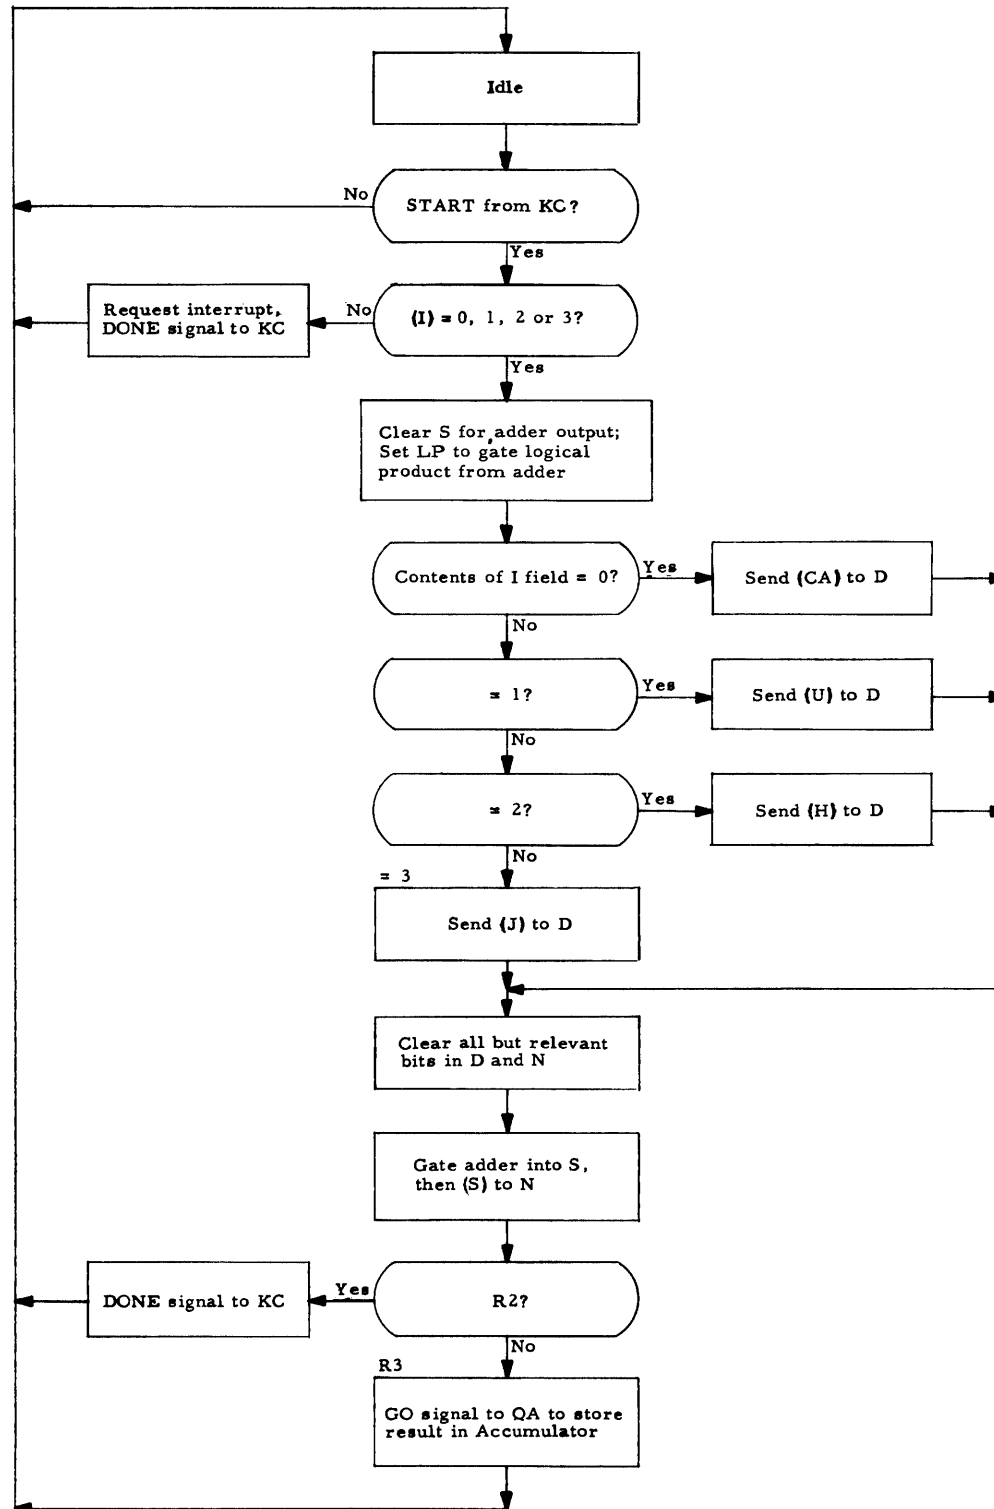 Idle
No
START from KC?
Yes
Request interrupt,
DONE signal to KC
No
(I) = 0, 1, 2 or 3?
Yes
Clear S for adder output;
Set LP to gate logical
product from adder
Contents of I field = 0?
Yes
Send (CA) to D
No
= 1?
Yes
Send (U) to D
No
= 2?
Yes
Send (H) to D
No
= 3
Send (J) to D
Clear all but relevant
bits in D and N
Gate adder into S,
then (S) to N
DONE signal to KC
Yes
R2?
No
R3
GO signal to QA to store
result in Accumulator